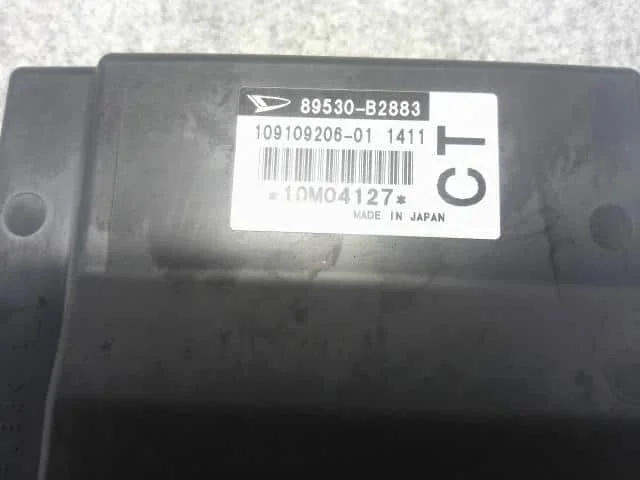 89530-B2883
109109206-01 1411
*10M04127*
CT
MADE IN JAPAN